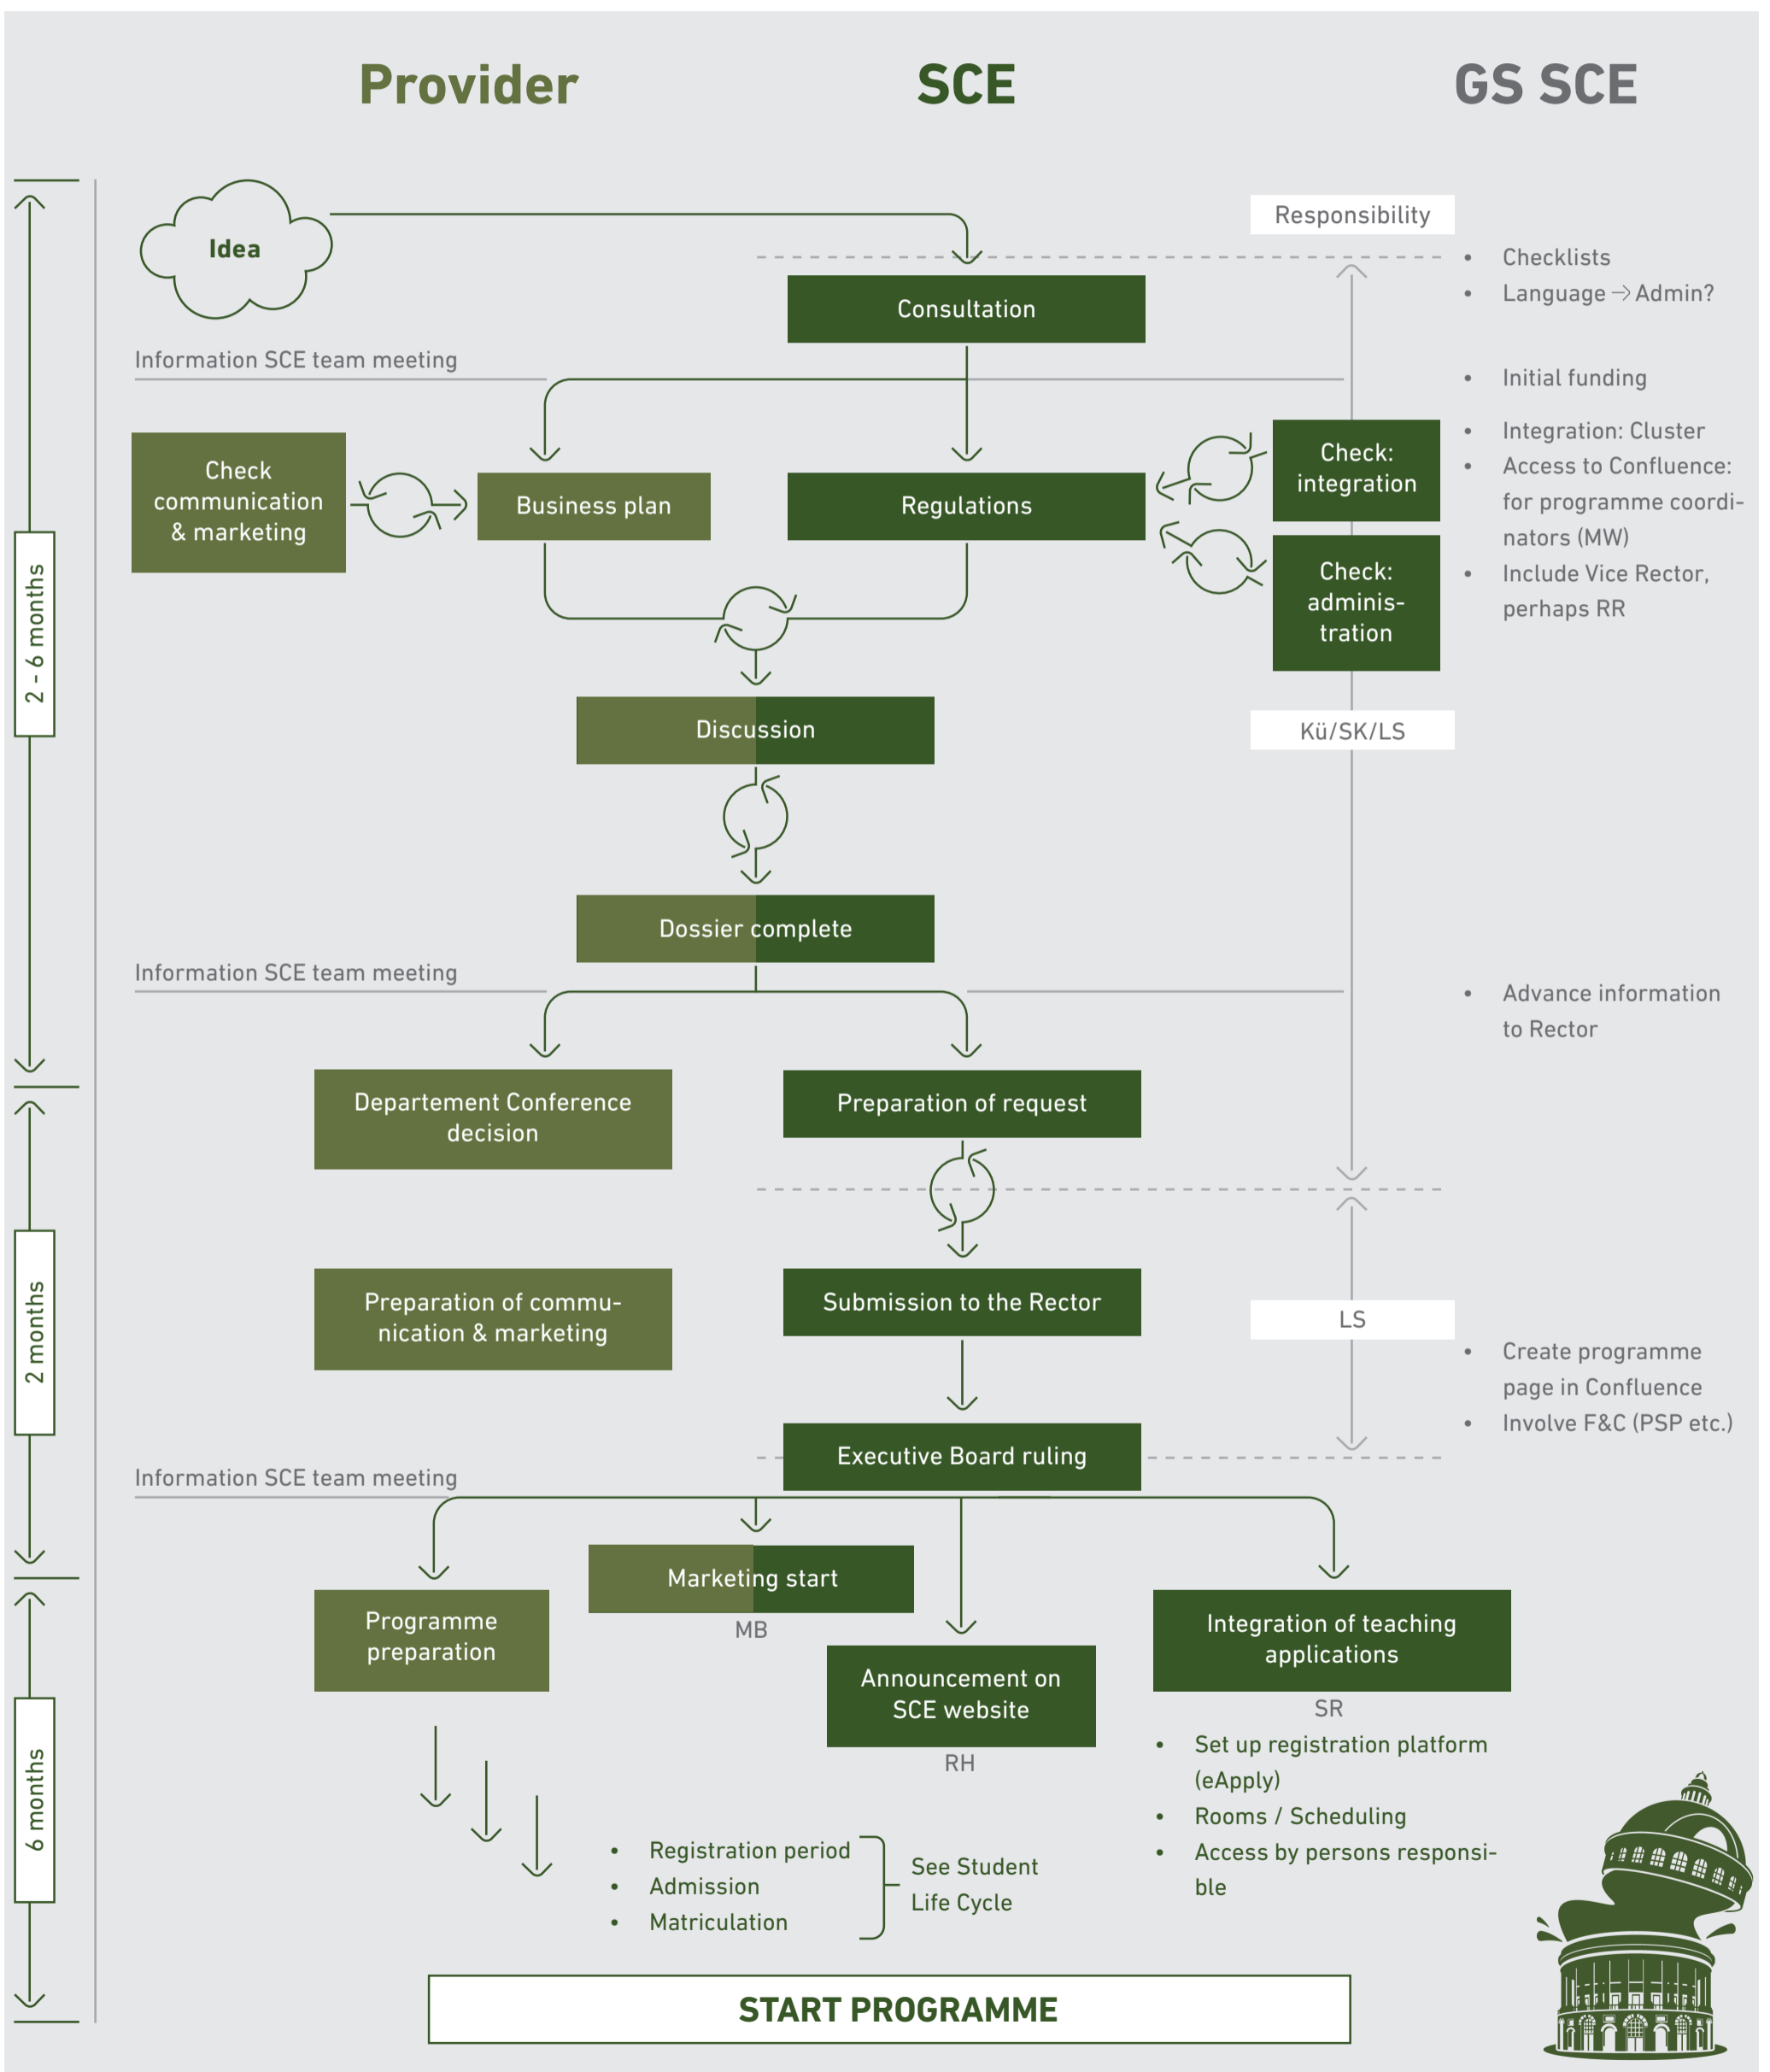 Provider
SCE
GS SCE
Idea
Responsibility
• Checklists
• Language → Admin?
Consultation
Information SCE team meeting
• Initial funding
Check
communication
& marketing
Business plan
Regulations
Check:
integration
• Integration: Cluster
• Access to Confluence:
for programme coordi-
nators (MW)
• Include Vice Rector,
perhaps RR
Check:
adminis-
tration
2 - 6 months
Discussion
Kü/SK/LS
Dossier complete
Information SCE team meeting
• Advance information
to Rector
Departement Conference
decision
Preparation of request
2 months
Preparation of commu-
nication & marketing
Submission to the Rector
LS
• Create programme
page in Confluence
• Involve F&C (PSP etc.)
Executive Board ruling
Information SCE team meeting
Programme
preparation
Marketing start
MB
Announcement on
SCE website
RH
Integration of teaching
applications
SR
• Set up registration platform
(eApply)
• Rooms / Scheduling
• Access by persons responsi-
ble
6 months
• Registration period
• Admission
• Matriculation
See Student
Life Cycle
START PROGRAMME